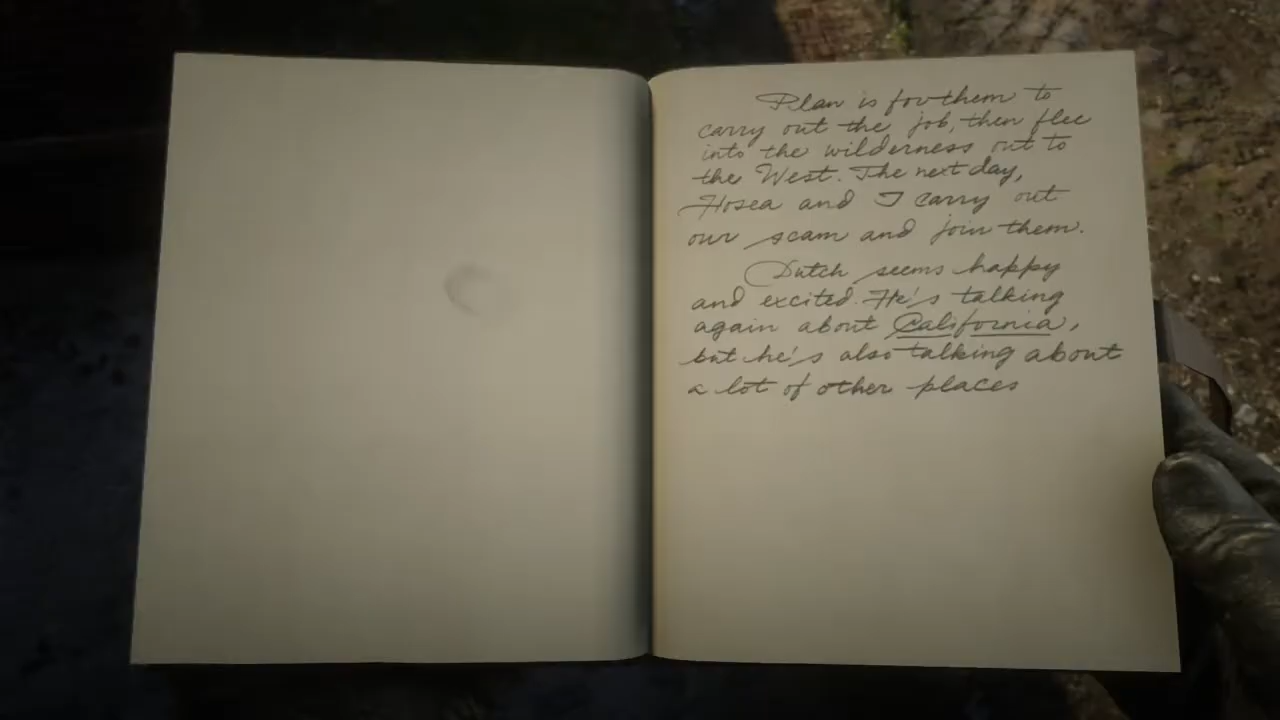 Plan is for them to
carry out the job, then flee
into the wilderness out to
the West. The next day,
Hosea and I carry out
our scam and join them.
Dutch seems happy
and excited. He's talking
again about California,
but he's also talking about
a lot of other places